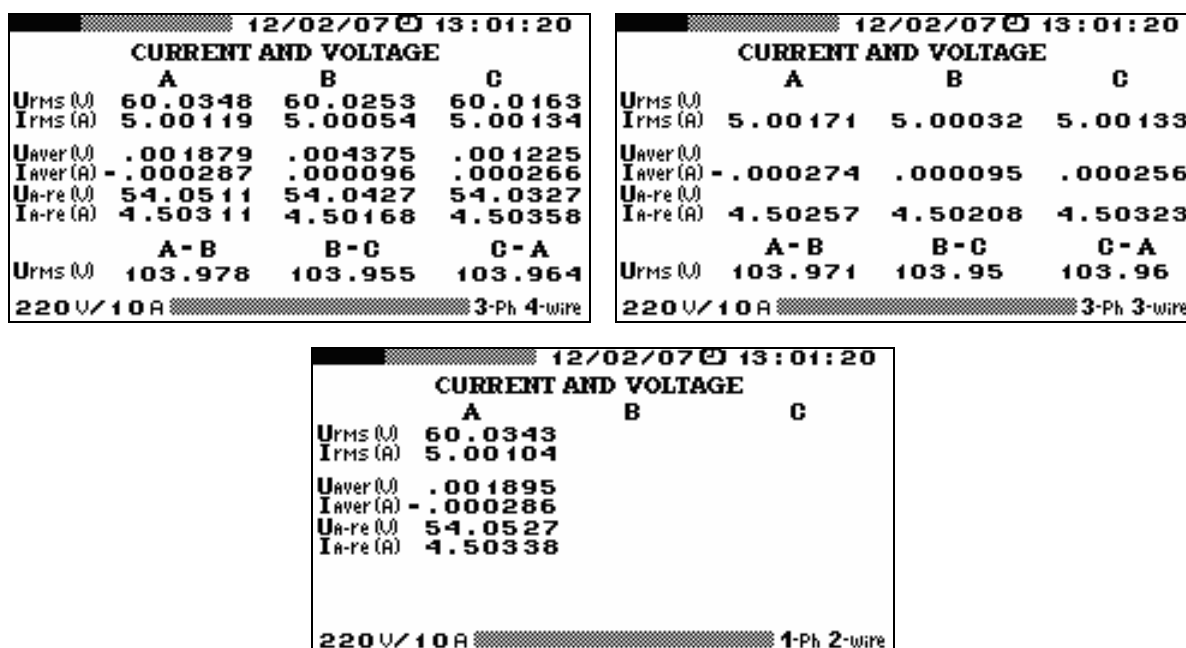 12/02/07 13:01:20
CURRENT AND VOLTAGE
A B C
Urms (V) 60.0348 60.0253 60.0163
Irms (A) 5.00119 5.00054 5.00134
Uaver (V) .001879 .004375 .001225
Iaver (A) -.000287 .000096 .000266
Ua-re (V) 54.0511 54.0427 54.0327
Ia-re (A) 4.50311 4.50168 4.50358
A-B B-C C-A
Urms (V) 103.978 103.955 103.964
220V/10A 3-Ph 4-wire
12/02/07 13:01:20
CURRENT AND VOLTAGE
A B C
Urms (V)
Irms (A) 5.00171 5.00032 5.00133
Uaver (V)
Iaver (A) -.000274 .000095 .000256
Ua-re (V)
Ia-re (A) 4.50257 4.50208 4.50323
A-B B-C C-A
Urms (V) 103.971 103.95 103.96
220V/10A 3-Ph 3-wire
12/02/07 13:01:20
CURRENT AND VOLTAGE
A B C
Urms (V) 60.0343
Irms (A) 5.00104
Uaver (V) .001895
Iaver (A) -.000286
Ua-re (V) 54.0527
Ia-re (A) 4.50338
220V/10A 1-Ph 2-wire